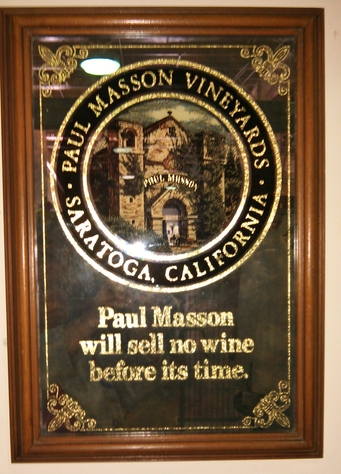 · PAUL MASSON VINEYARDS ·
SARATOGA, CALIFORNIA
PAUL MASSON
Paul Masson
will sell no wine
before its time.